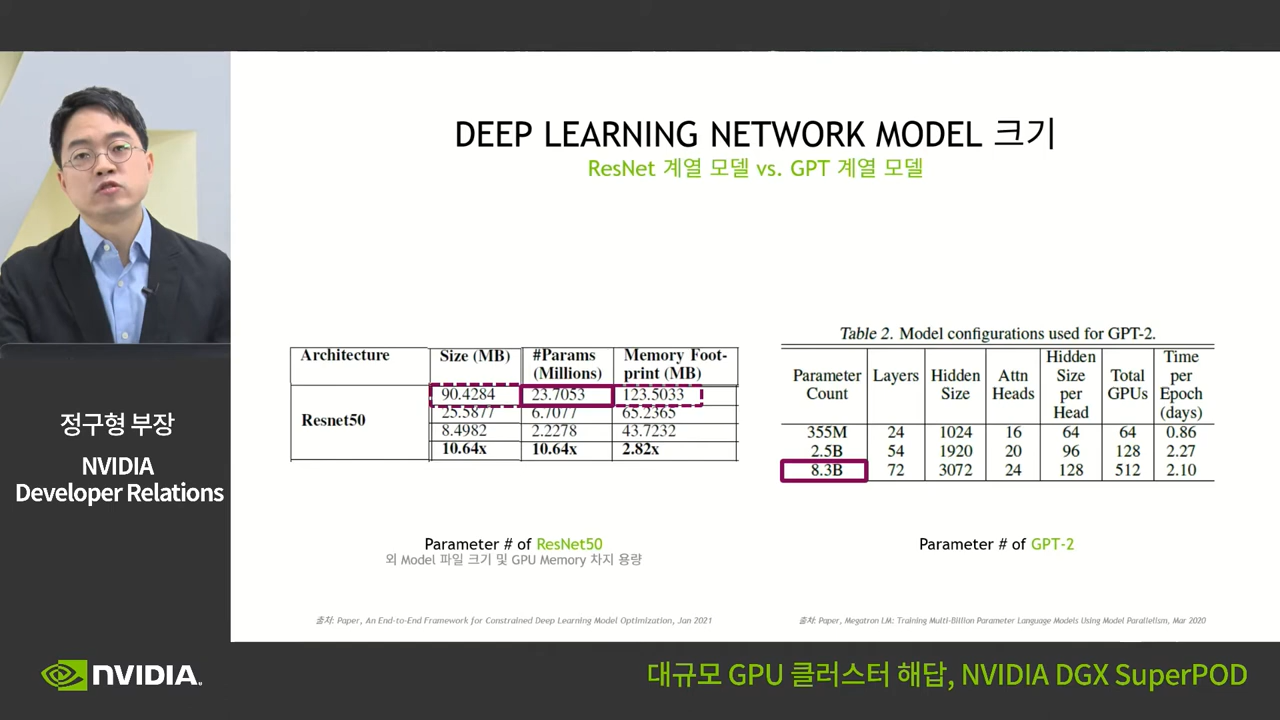 DEEP LEARNING NETWORK MODEL 크기
ResNet 계열 모델 vs. GPT 계열 모델
Architecture Size (MB) #Params (Millions) Memory Foot-print (MB)
Resnet50
90.4284 23.7053 123.5033
25.5877 6.7077 65.2365
8.4982 2.2278 43.7232
10.64x 10.64x 2.82x
Parameter # of ResNet50
외 Model 파일 크기 및 GPU Memory 차지 용량
출처: Paper, An End-to-End Framework for Constrained Deep Learning Model Optimization, Jan 2021
Table 2. Model configurations used for GPT-2.
Parameter Count Layers Hidden Size Attn Heads Hidden Size per Head Total GPUs Time per Epoch (days)
355M 24 1024 16 64 64 0.86
2.5B 54 1920 20 96 128 2.27
8.3B 72 3072 24 128 512 2.10
Parameter # of GPT-2
출처: Paper, Megatron LM: Training Multi-Billion Parameter Language Models Using Model Parallelism, Mar 2020
정구형 부장
NVIDIA
Developer Relations
NVIDIA.
대규모 GPU 클러스터 해답, NVIDIA DGX SuperPOD